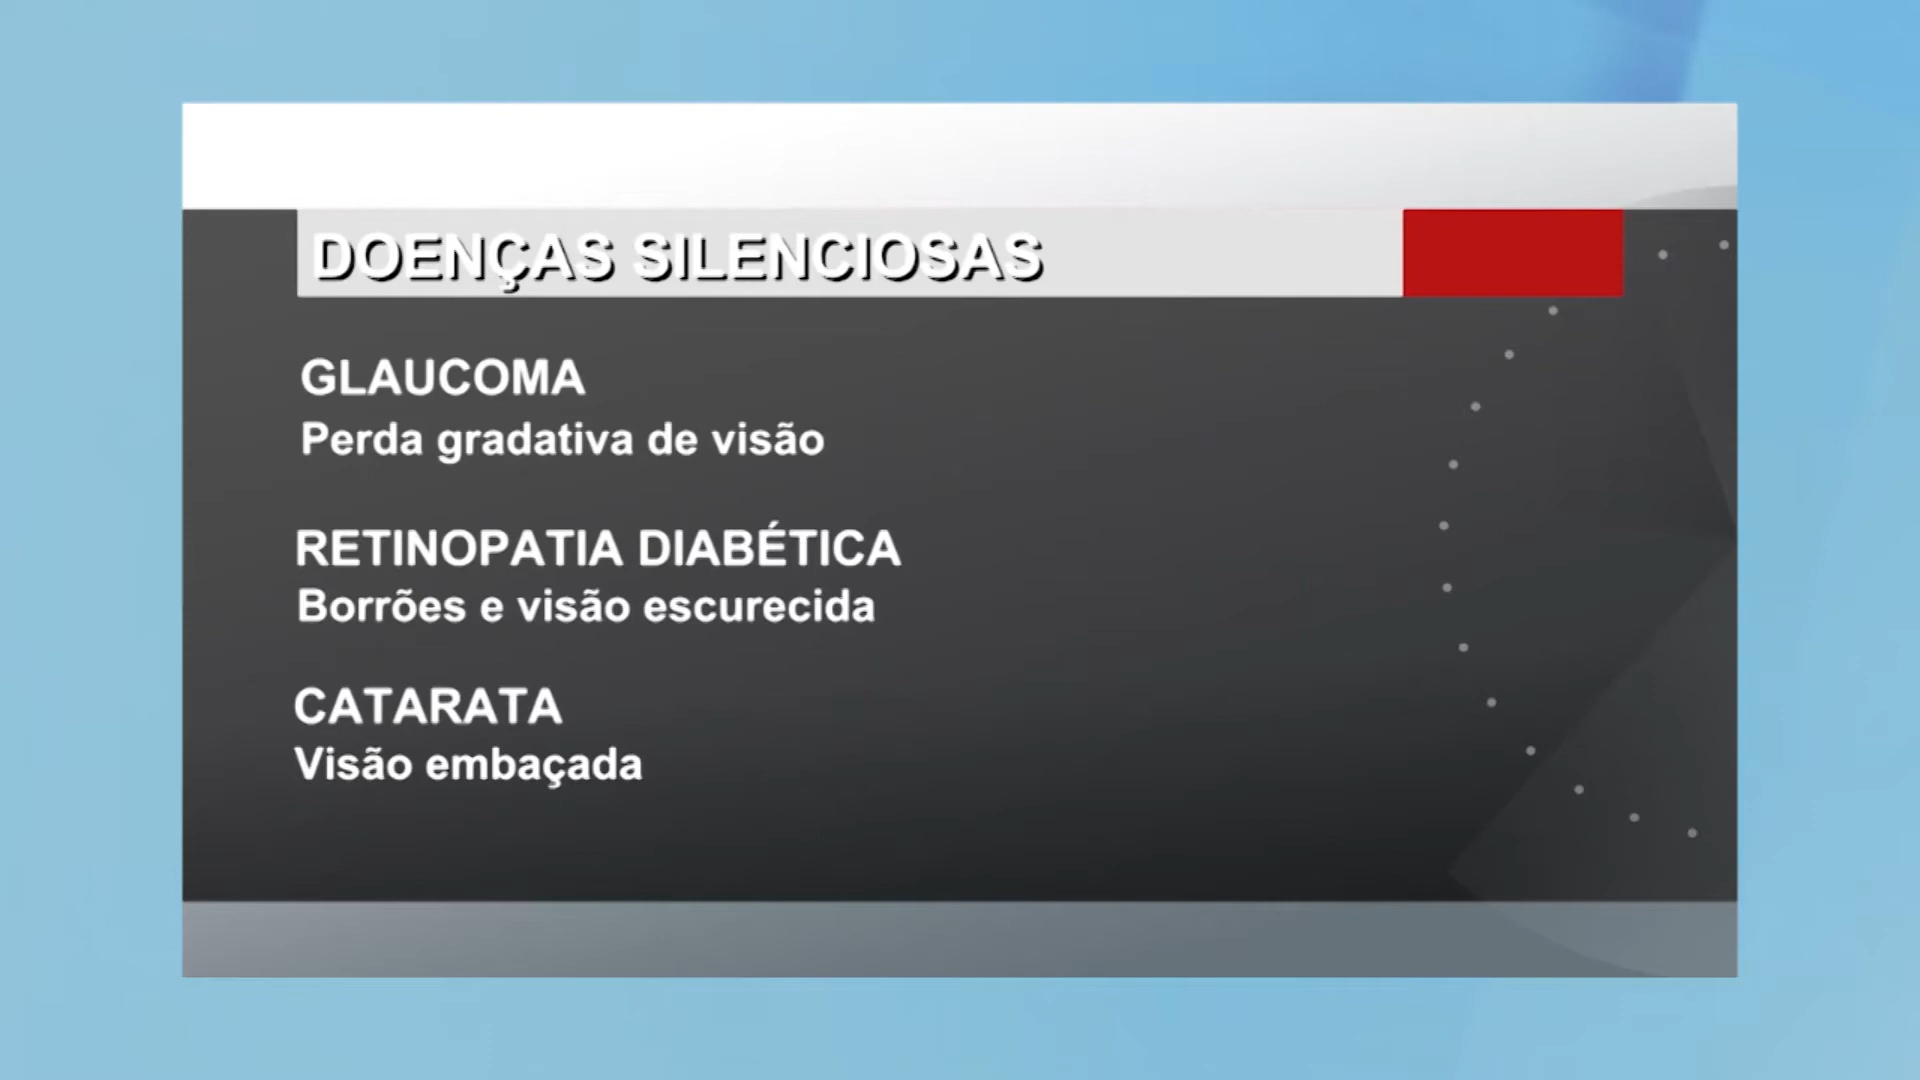 DOENÇAS SILENCIOSAS
GLAUCOMA
Perda gradativa de visão
RETINOPATIA DIABÉTICA
Borrões e visão escurecida
CATARATA
Visão embaçada